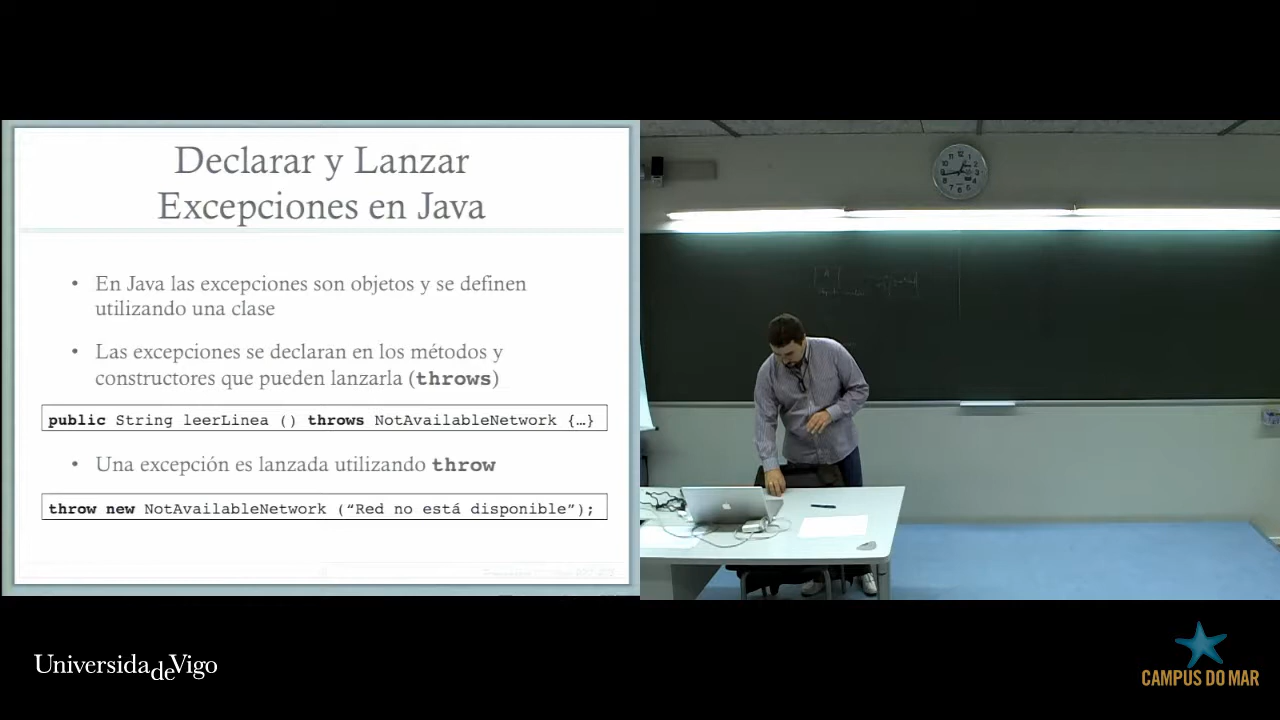 Declarar y Lanzar
Excepciones en Java
• En Java las excepciones son objetos y se definen
utilizando una clase
• Las excepciones se declaran en los métodos y
constructores que pueden lanzarla (throws)
public String leerLinea () throws NotAvailableNetwork {…}
• Una excepción es lanzada utilizando throw
throw new NotAvailableNetwork (“Red no está disponible”);
UniversidadeVigo
CAMPUS DO MAR